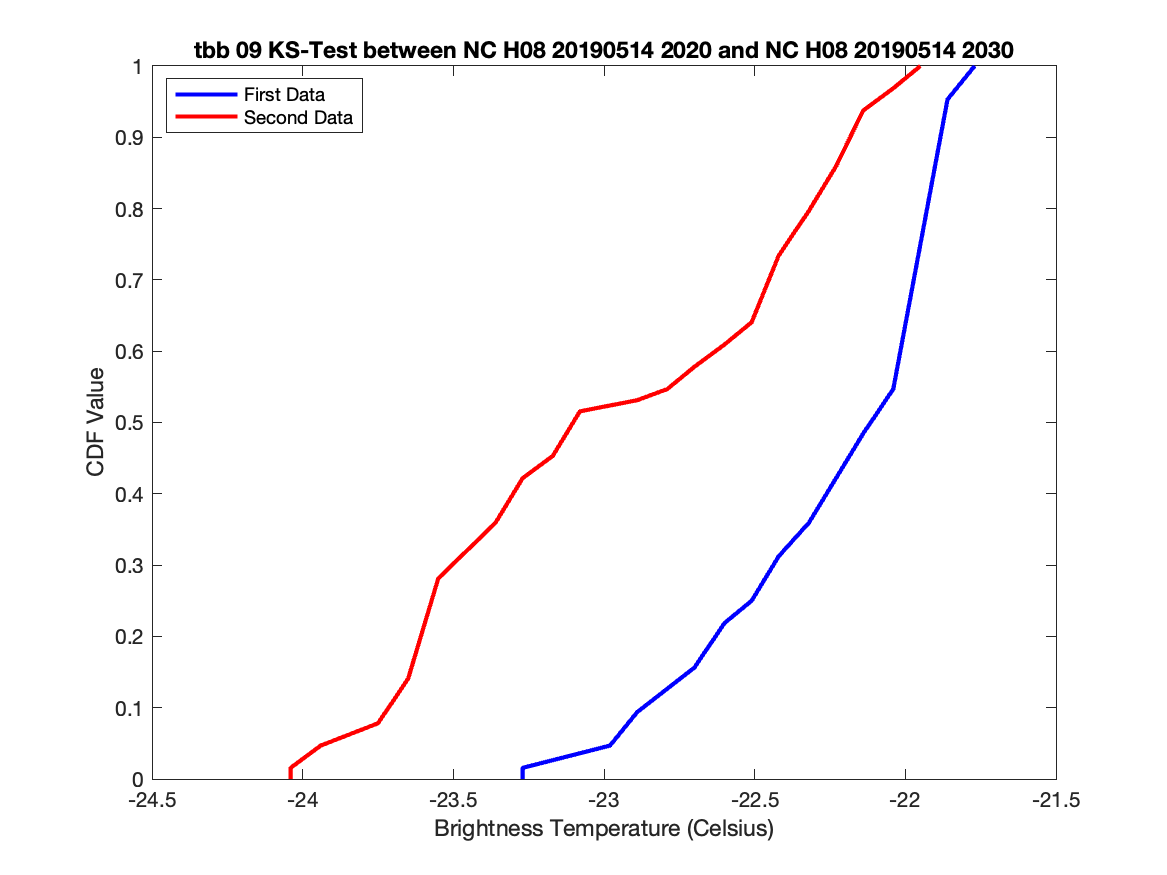 tbb 09 KS-Test between NC H08 20190514 2020 and NC H08 20190514 2030
First Data
Second Data
1
0.9
0.8
0.7
0.6
0.5
0.4
0.3
0.2
0.1
0
CDF Value
-24.5 -24 -23.5 -23 -22.5 -22 -21.5
Brightness Temperature (Celsius)